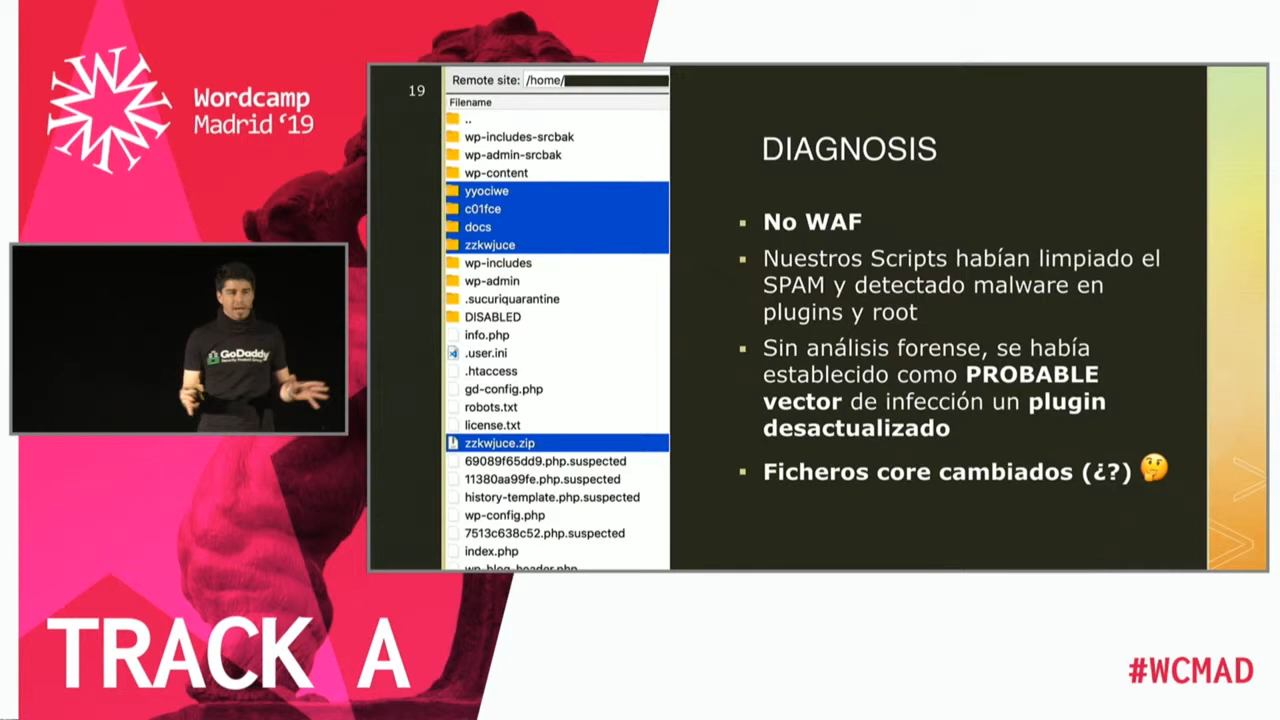 Wordcamp
Madrid ‘19
19
Remote site: /home/
Filename
..
wp-includes-srcbak
wp-admin-srcbak
wp-content
yyociwe
c01fce
docs
zzkwjuce
wp-includes
wp-admin
.sucuriquarantine
DISABLED
info.php
.user.ini
.htaccess
gd-config.php
robots.txt
license.txt
zzkwjuce.zip
69089f65dd9.php.suspected
11380aa99fe.php.suspected
history-template.php.suspected
wp-config.php
7513c638c52.php.suspected
index.php
wp-blog-header.php
DIAGNOSIS
▪ No WAF
▪ Nuestros Scripts habían limpiado el
SPAM y detectado malware en
plugins y root
▪ Sin análisis forense, se había
establecido como PROBABLE
vector de infección un plugin
desactualizado
▪ Ficheros core cambiados (¿?) 🤔
GoDaddy
TRACK A
#WCMAD